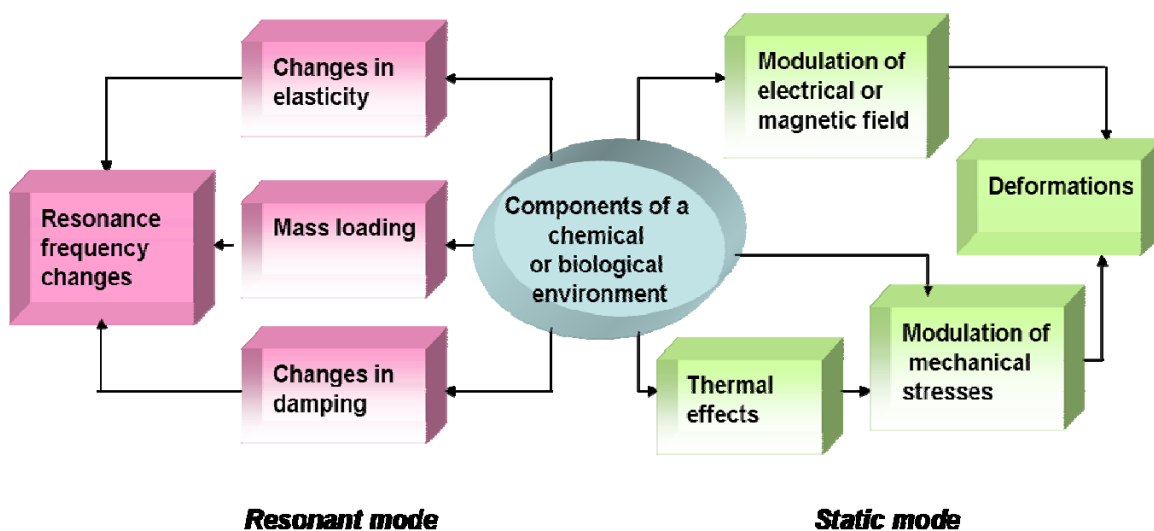 Changes in
elasticity
Modulation of
electrical or
magnetic field
Resonance
frequency
changes
Mass loading
Components of a
chemical
or biological
environment
Deformations
Changes in
damping
Thermal
effects
Modulation of
mechanical
stresses
Resonant mode
Static mode